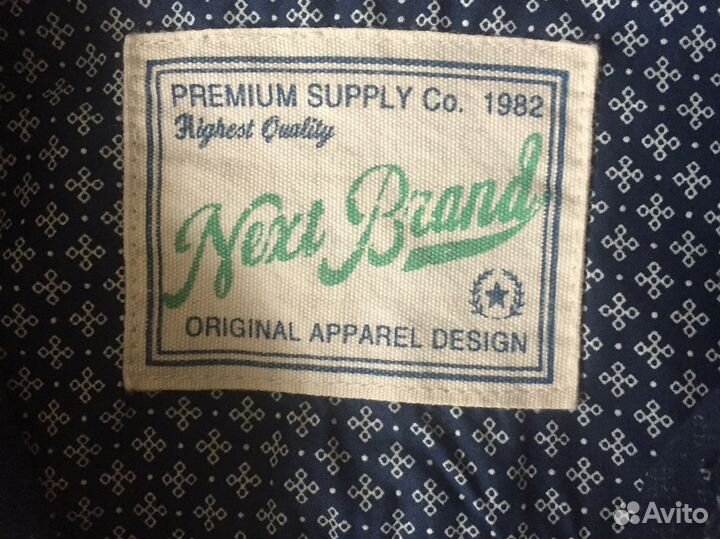 PREMIUM SUPPLY Co. 1982
Highest Quality
Next Brand
ORIGINAL APPAREL DESIGN
Avito